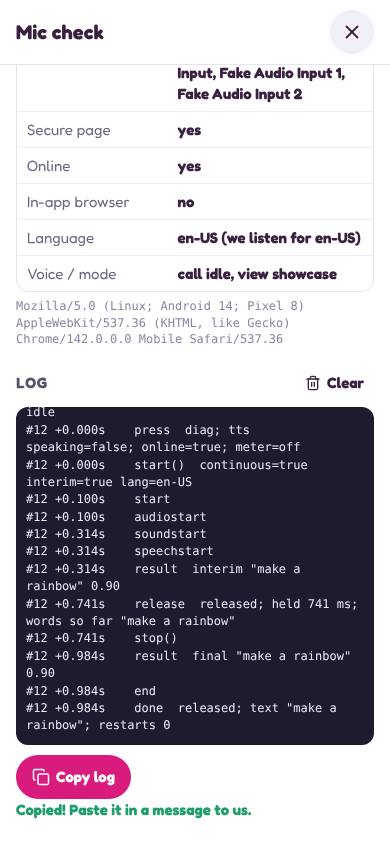 Mic check
Input, Fake Audio Input 1,
Fake Audio Input 2
Secure page yes
Online yes
In-app browser no
Language en-US (we listen for en-US)
Voice / mode call idle, view showcase
Mozilla/5.0 (Linux; Android 14; Pixel 8)
AppleWebKit/537.36 (KHTML, like Gecko)
Chrome/142.0.0.0 Mobile Safari/537.36
LOG
Clear
idle
#12 +0.000s    press  diag; tts
speaking=false; online=true; meter=off
#12 +0.000s    start()  continuous=true
interim=true lang=en-US
#12 +0.100s    start
#12 +0.100s    audiostart
#12 +0.314s    soundstart
#12 +0.314s    speechstart
#12 +0.314s    result  interim "make a
rainbow" 0.90
#12 +0.741s    release  released; held 741 ms;
words so far "make a rainbow"
#12 +0.741s    stop()
#12 +0.984s    result  final "make a rainbow"
0.90
#12 +0.984s    end
#12 +0.984s    done  released; text "make a
rainbow"; restarts 0
Copy log
Copied! Paste it in a message to us.